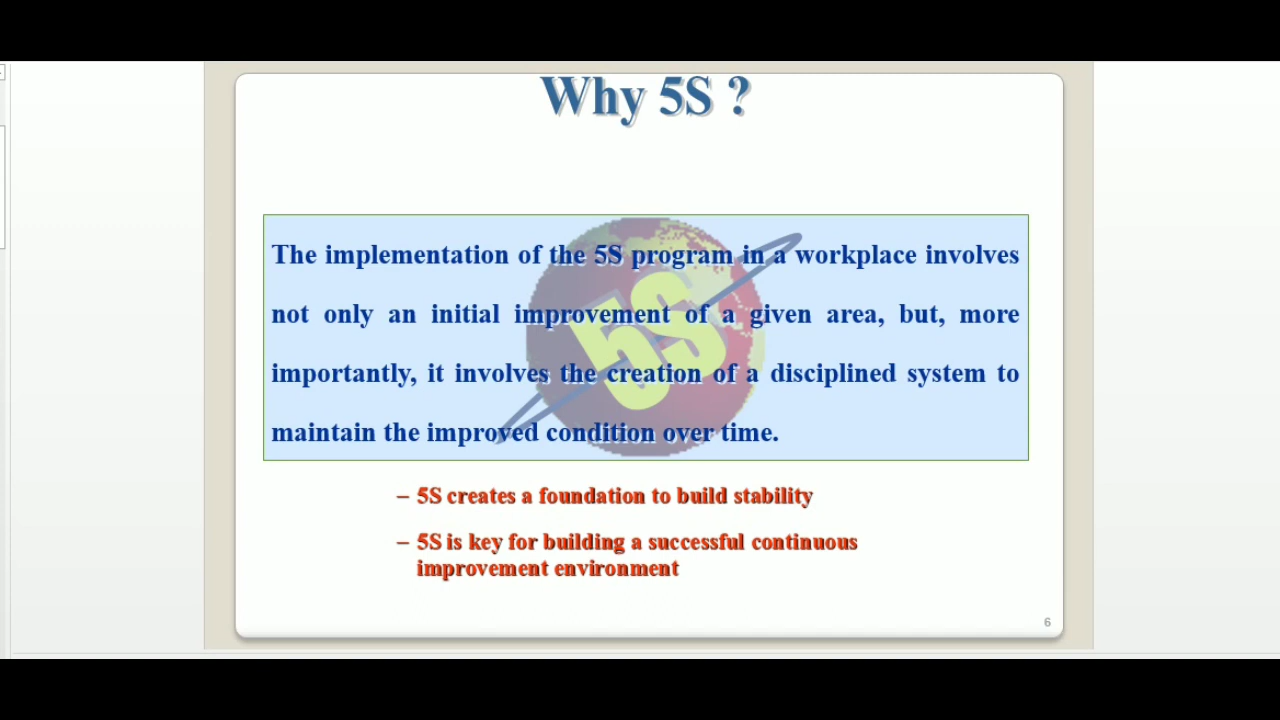 Why 5S ?
The implementation of the 5S program in a workplace involves
not only an initial improvement of a given area, but, more
importantly, it involves the creation of a disciplined system to
maintain the improved condition over time.
5S
– 5S creates a foundation to build stability
– 5S is key for building a successful continuous
improvement environment
6